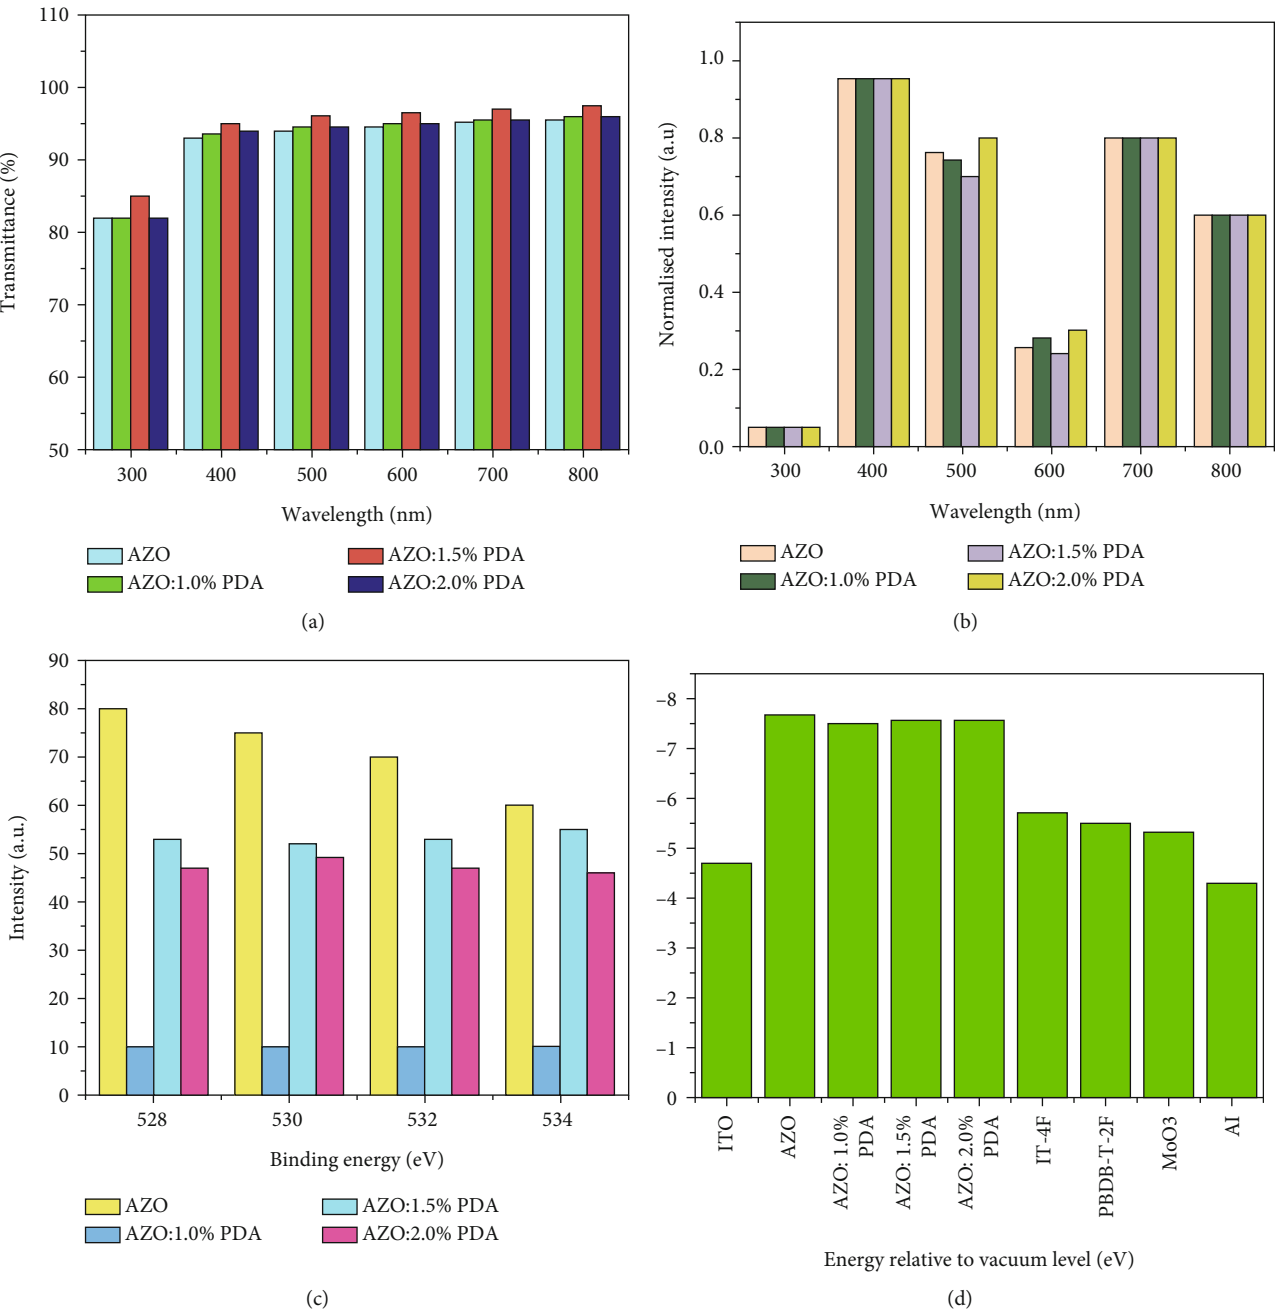 110
100
90
80
70
60
50
Transmittance (%)
300 400 500 600 700 800
Wavelength (nm)
AZO
AZO:1.0% PDA
AZO:1.5% PDA
AZO:2.0% PDA
(a)
1.0
0.8
0.6
0.4
0.2
0.0
Normalised intensity (a.u)
300 400 500 600 700 800
Wavelength (nm)
AZO
AZO:1.0% PDA
AZO:1.5% PDA
AZO:2.0% PDA
(b)
90
80
70
60
50
40
30
20
10
0
Intensity (a.u.)
528 530 532 534
Binding energy (eV)
AZO
AZO:1.0% PDA
AZO:1.5% PDA
AZO:2.0% PDA
(c)
–8
–7
–6
–5
–4
–3
–2
–1
0
ITO
AZO
AZO: 1.0%
PDA
AZO: 1.5%
PDA
AZO: 2.0%
PDA
IT-4F
PBDB-T-2F
MoO3
AI
Energy relative to vacuum level (eV)
(d)